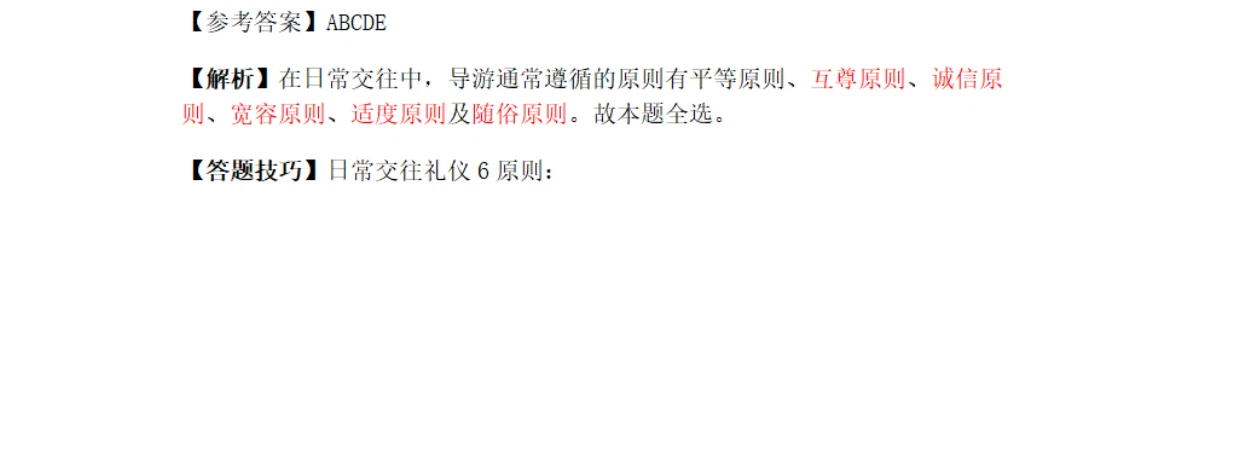 【参考答案】ABCDE
【解析】在日常交往中，导游通常遵循的原则有平等原则、互尊原则、诚信原
则、宽容原则、适度原则及随俗原则。故本题全选。
【答题技巧】日常交往礼仪 6 原则：